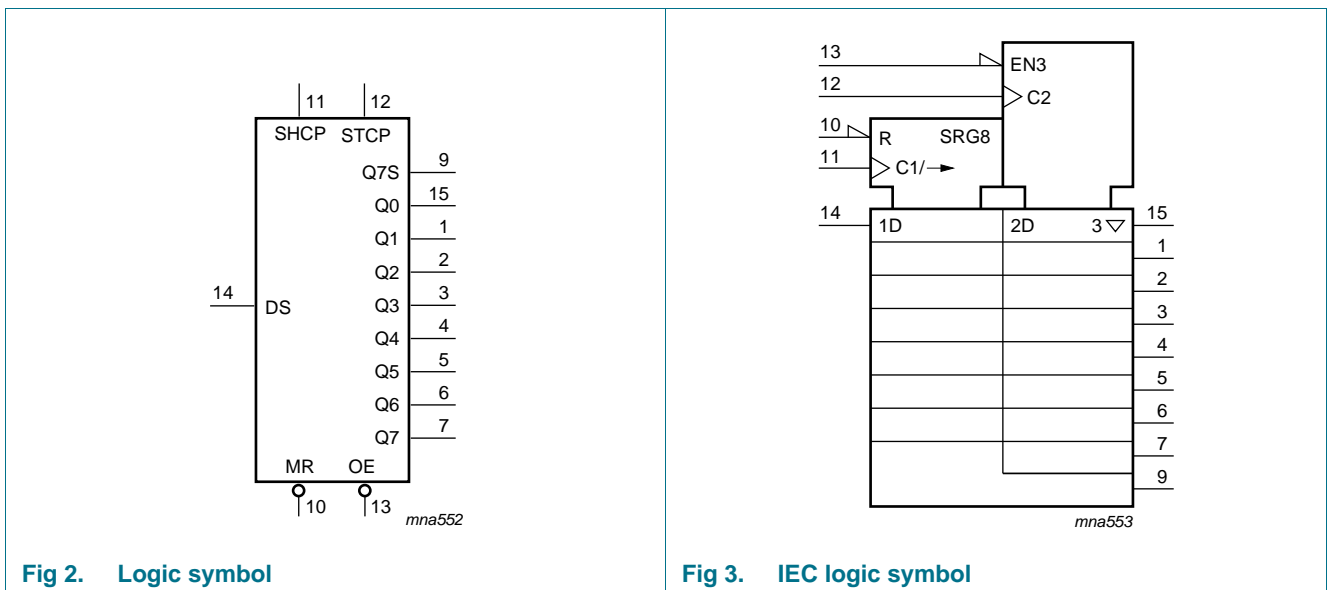 11 12
SHCP STCP
Q7S 9
Q0 15
Q1 1
Q2 2
14 DS Q3 3
Q4 4
Q5 5
Q6 6
Q7 7
MR OE
10 13
mna552
Fig 2. Logic symbol
13 EN3
12 C2
10 R SRG8
11 C1/→
14 1D 2D 3▽ 15
1
2
3
4
5
6
7
9
mna553
Fig 3. IEC logic symbol